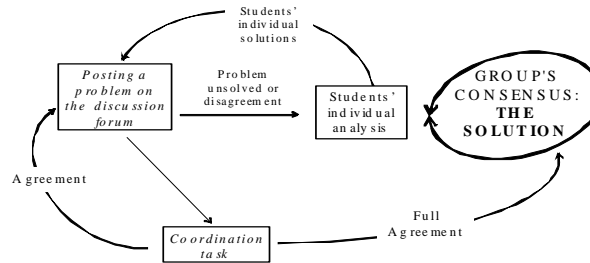 Students'
individual
solutions
Posting a
problem on
the discussion
forum
Problem
unsolved or
disagreement
Students'
individual
analysis
GROUP'S
CONSENSUS:
THE
SOLUTION
Agreement
Coordination
task
Full
Agreement